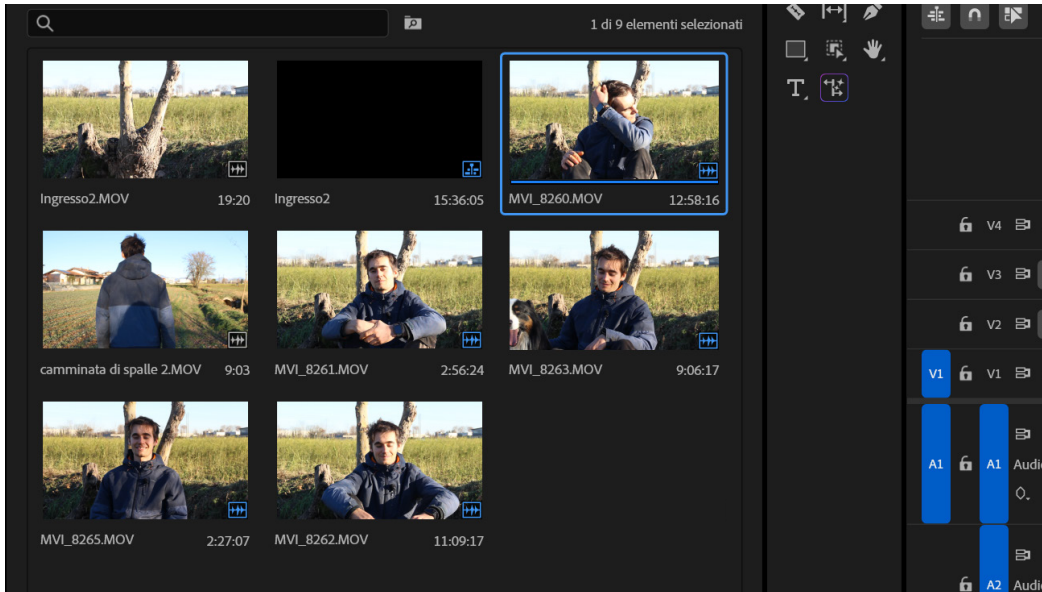 1 di 9 elementi selezionati
Ingresso2.MOV 19:20
Ingresso2 15:36:05
MVI_8260.MOV 12:58:16
camminata di spalle 2.MOV 9:03
MVI_8261.MOV 2:56:24
MVI_8263.MOV 9:06:17
MVI_8265.MOV 2:27:07
MVI_8262.MOV 11:09:17
T
V4
V3
V2
V1 V1
A1 A1 Audi
A2 Audi